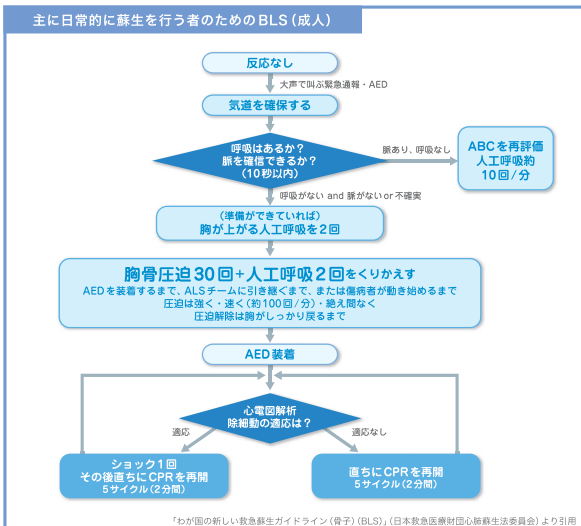 主に日常的に蘇生を行う者のためのBLS（成人）
反応なし
大声で叫ぶ緊急通報・AED
気道を確保する
呼吸はあるか？
脈を確信できるか？
（10秒以内）
脈あり、呼吸なし
ABCを再評価
人工呼吸約
10回/分
呼吸がない and 脈がないor不確実
（準備ができていれば）
胸が上がる人工呼吸を2回
胸骨圧迫30回+人工呼吸2回をくりかえす
AEDを装着するまで、ALSチームに引き継ぐまで、または傷病者が動き始めるまで
圧迫は強く・速く（約100回/分）・絶え間なく
圧迫解除は胸がしっかり戻るまで
AED装着
心電図解析
除細動の適応は？
適応
適応なし
ショック1回
その後直ちにCPRを再開
5サイクル（2分間）
直ちにCPRを再開
5サイクル（2分間）
「わが国の新しい救急蘇生ガイドライン（骨子）（BLS）」（日本救急医療財団心肺蘇生法委員会）より引用